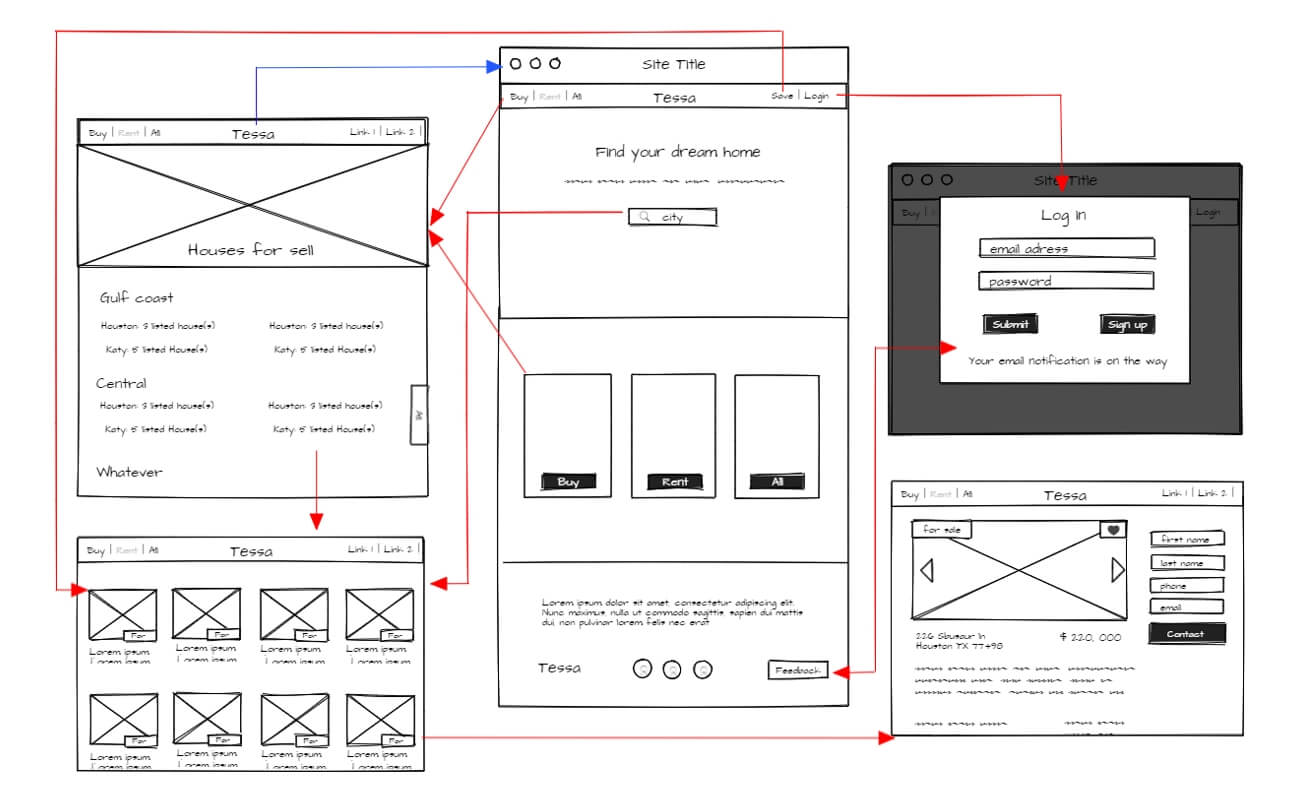 Site Title
Buy | Rent | All
Tessa
Save | Login
Find your dream home
city
Buy
Rent
All
Lorem ipsum dolor sit amet, consectetur adipiscing elit.
Nunc maximus, nulla ut commodo sagittis, sapien dui mattis
dui, non pulvinar lorem felis nec erat
Tessa
Feedback
Buy | Rent | All
Tessa
Link 1 | Link 2 |
Houses for sell
Gulf coast
Houston: 3 listed house(s)
Houston: 3 listed house(s)
Katy: 5 listed House(s)
Katy: 5 listed House(s)
Central
Houston: 3 listed house(s)
Houston: 3 listed house(s)
Katy: 5 listed House(s)
Katy: 5 listed House(s)
All
Whatever
Buy | Rent | All
Tessa
Link 1 | Link 2 |
For
For
For
For
Lorem ipsum
Lorem ipsum
Lorem ipsum
Lorem ipsum
Lorem ipsum
Lorem ipsum
Lorem ipsum
Lorem ipsum
For
For
For
For
Lorem ipsum
Lorem ipsum
Lorem ipsum
Lorem ipsum
Lorem ipsum
Lorem ipsum
Lorem ipsum
Lorem ipsum
Site Title
Buy |
Login
Log in
email adress
password
Submit
Sign up
Your email notification is on the way
Buy | Rent | All
Tessa
Link 1 | Link 2 |
for sale
first name
last name
phone
email
Contact
$ 220, 000
Houston TX 77498